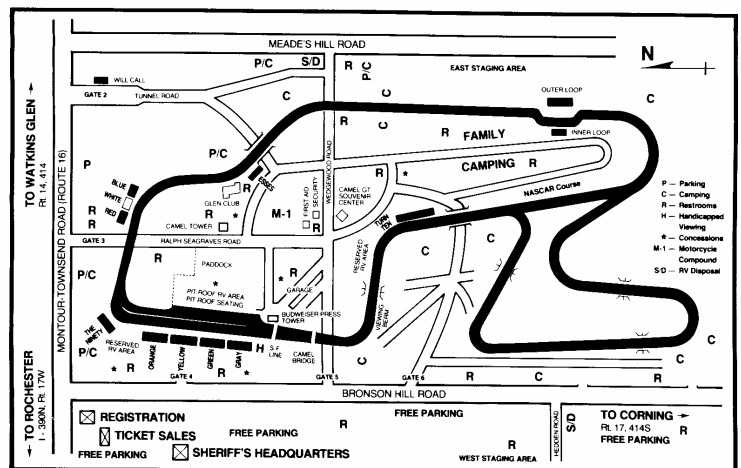 MEADE'S HILL ROAD
N
P/C
S/D
R
P/C
EAST STAGING AREA
WILL CALL
GATE 2
TUNNEL ROAD
C
C
C
OUTER LOOP
C
INNER LOOP
R
C
R
FAMILY
CAMPING
R
TO WATKINS GLEN →
Rt. 14, 414
MONTOUR-TOWNSEND ROAD (ROUTE 16)
P
P/C
BLUE
WHITE
RED
R
R
R
ESSES
GLEN CLUB
R
*
CAMEL TOWER
M-1
FIRST AID
SECURITY
R
WEDGEWOOD ROAD
R
*
CAMEL GT
SOUVENIR
CENTER
TURN
TEN
NASCAR Course
P – Parking
C – Camping
R – Restrooms
H – Handicapped
Viewing
* – Concessions
M-1 – Motorcycle
Compound
S/D – RV Disposal
GATE 3
RALPH SEAGRAVES ROAD
P/C
R
PADDOCK
*
PIT ROOF RV AREA
PIT ROOF SEATING
*
R
GARAGE
BUDWEISER PRESS
TOWER
RESERVED
RV AREA
VIEWING
BERM
C
C
C
C
C
THE
NINETY
P/C
RESERVED
RV AREA
* R
ORANGE
YELLOW
GREEN
GRAY
R
*
H
S.F.
LINE
CAMEL
BRIDGE
C
C
GATE 4
GATE 5
GATE 6
R
C
R
BRONSON HILL ROAD
← TO ROCHESTER
I - 390N, Rt. 17W
REGISTRATION
TICKET SALES
FREE PARKING
SHERIFF'S HEADQUARTERS
FREE PARKING
R
FREE PARKING
FREE PARKING
R
WEST STAGING AREA
HEDDEN ROAD
S/D
TO CORNING →
Rt. 17, 414S
FREE PARKING
R